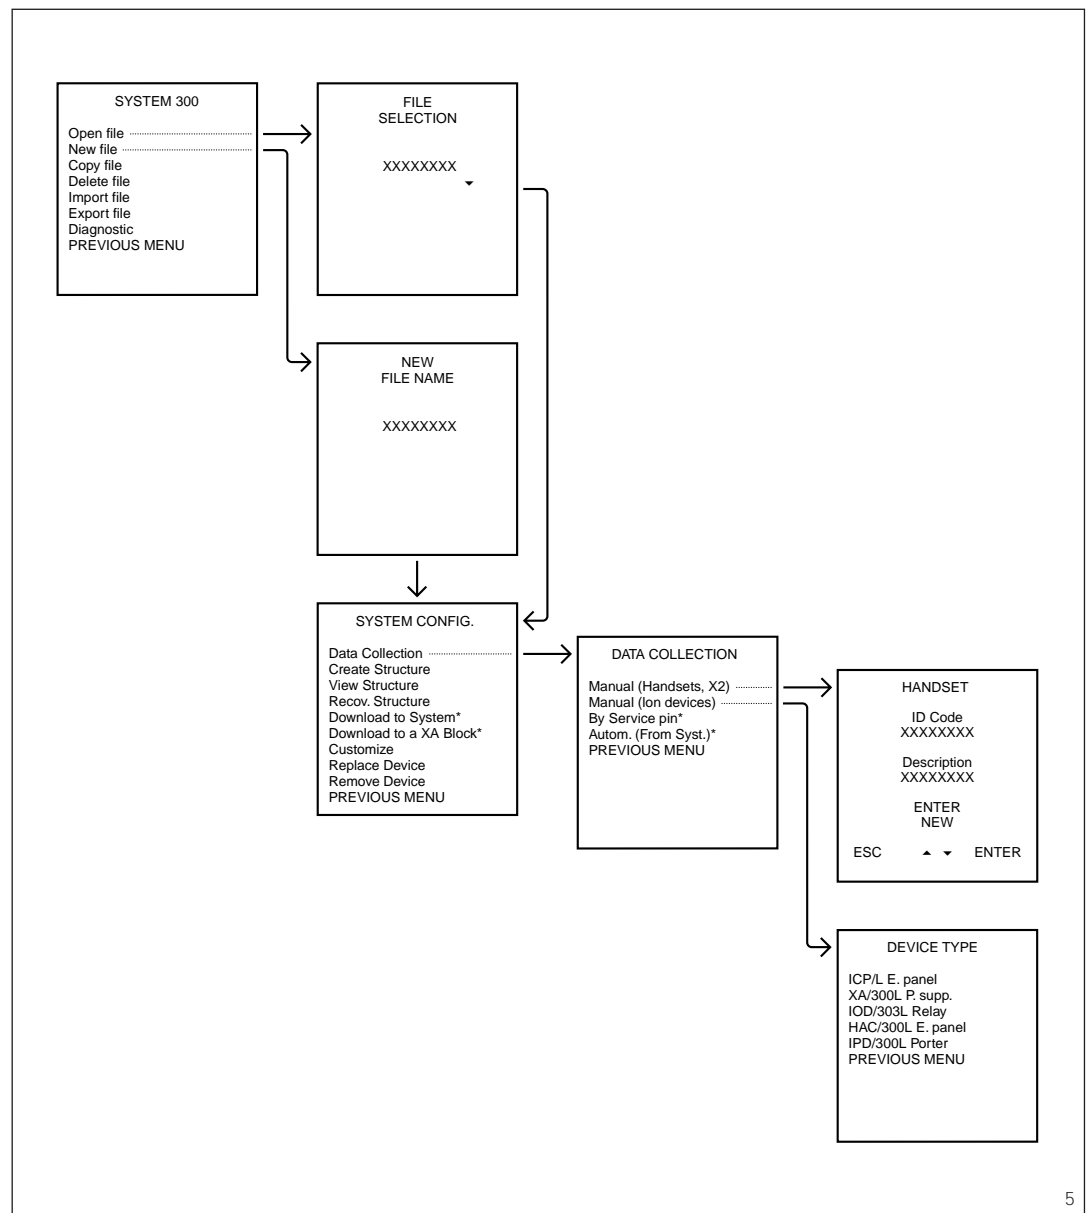 SYSTEM 300
Open file
New file
Copy file
Delete file
Import file
Export file
Diagnostic
PREVIOUS MENU
FILE
SELECTION
XXXXXXXX
NEW
FILE NAME
XXXXXXXX
SYSTEM CONFIG.
Data Collection
Create Structure
View Structure
Recov. Structure
Download to System*
Download to a XA Block*
Customize
Replace Device
Remove Device
PREVIOUS MENU
DATA COLLECTION
Manual (Handsets, X2)
Manual (Ion devices)
By Service pin*
Autom. (From Syst.)*
PREVIOUS MENU
HANDSET
ID Code
XXXXXXXX
Description
XXXXXXXX
ENTER
NEW
ESC ENTER
DEVICE TYPE
ICP/L E. panel
XA/300L P. supp.
IOD/303L Relay
HAC/300L E. panel
IPD/300L Porter
PREVIOUS MENU
5